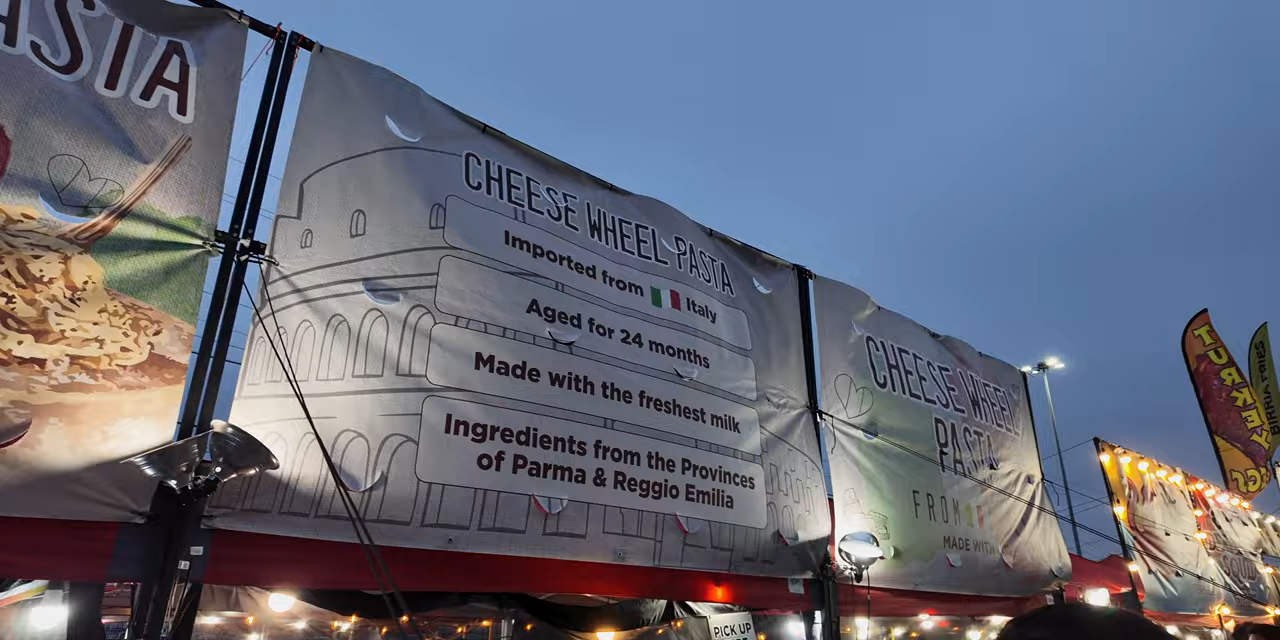 ASTA
CHEESE WHEEL PASTA
Imported from Italy
Aged for 24 months
Made with the freshest milk
Ingredients from the Provinces
of Parma & Reggio Emilia
CHEESE WHEEL
PASTA
FROM
MADE WITH
TURKEY
BIRRIA FRIES
PICK UP